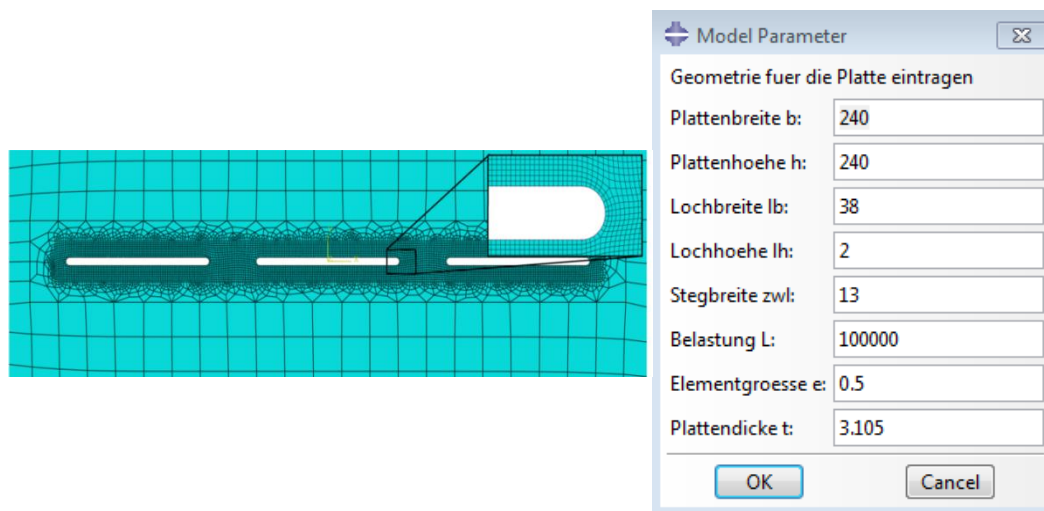 Model Parameter
Geometrie fuer die Platte eintragen
Plattenbreite b: 240
Plattenhoehe h: 240
Lochbreite lb: 38
Lochhoehe lh: 2
Stegbreite zwl: 13
Belastung L: 100000
Elementgroesse e: 0.5
Plattendicke t: 3.105
OK Cancel